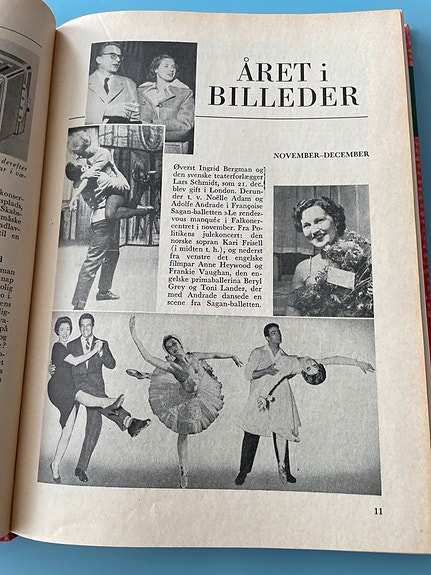 ÅRET i
BILLEDER
NOVEMBER–DECEMBER
Øverst Ingrid Bergman og
den svenske teaterforlægger
Lars Schmidt, som 21. dec.
blev gift i London. Derun-
der t. v. Noëlle Adam og
Adolfe Andrade i Françoise
Sagan-balletten »Le rendez-
vous manqué« i Falkoner-
centret i november. Fra Po-
litikens julekoncert: den
norske sopran Kari Frisell
(i midten t. h.), og nederst
fra venstre det engelske
filmpar Anne Heywood og
Frankie Vaughan, den en-
gelske primaballerina Beryl
Grey og Toni Lander, der
med Andrade dansede en
scene fra Sagan-balletten.
11
derefter
ur i væ-